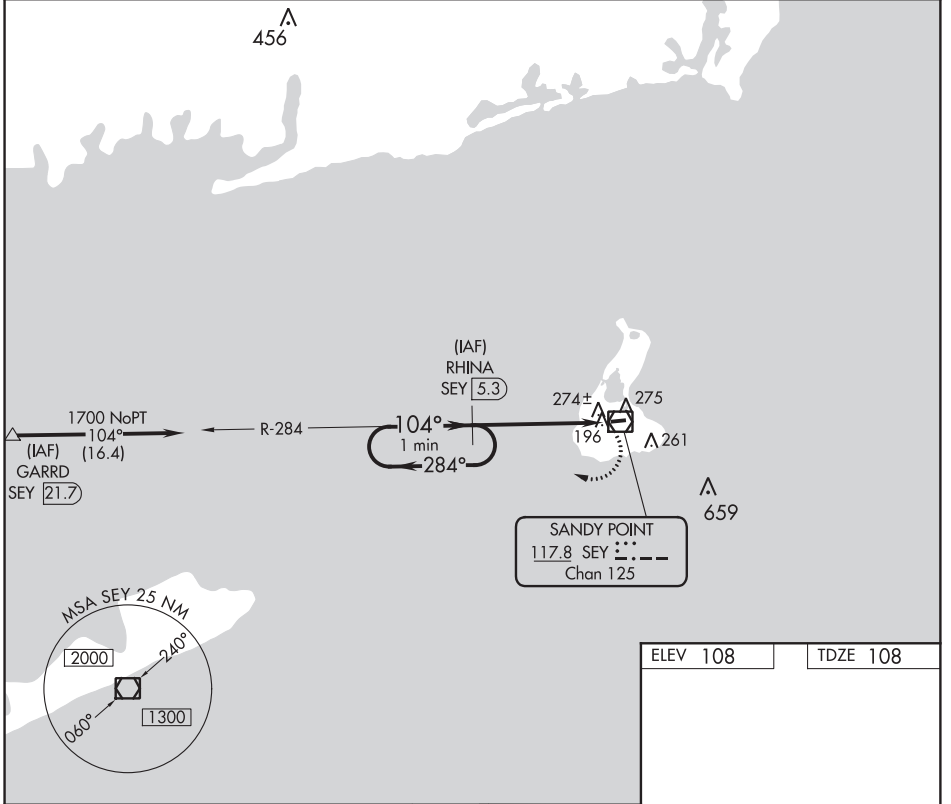 456
(IAF)
RHINA
SEY 5.3
1700 NoPT
104°
(16.4)
R-284
104°
1 min
284°
274±
275
196
261
(IAF)
GARRD
SEY 21.7
659
SANDY POINT
117.8 SEY
Chan 125
MSA SEY 25 NM
2000
240°
060°
1300
ELEV 108
TDZE 108